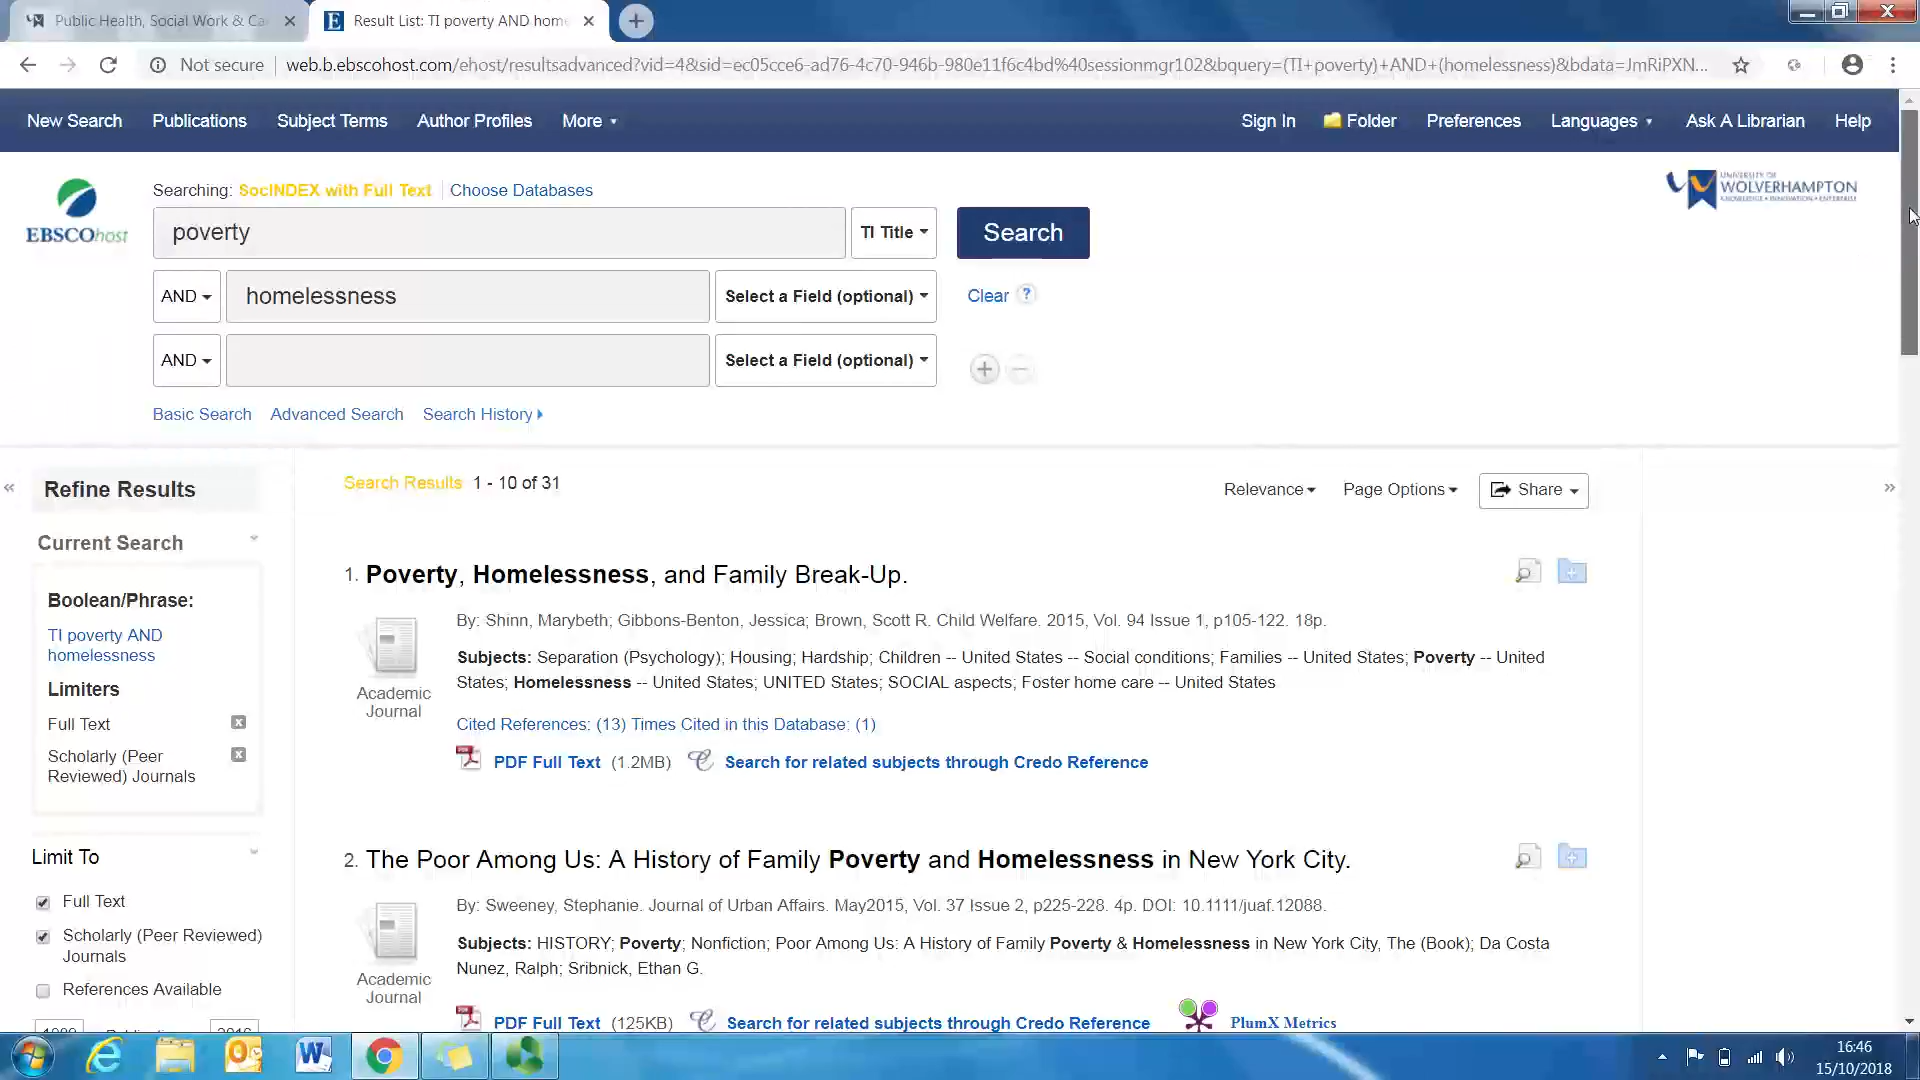 Public Health, Social Work & Ca
Result List: TI poverty AND hom
Not secure
web.b.ebscohost.com/ehost/resultsadvanced?vid=4&sid=ec05cce6-ad76-4c70-946b-980e11f6c4bd%40sessionmgr102&bquery=(TI+poverty)+AND+(homelessness)&bdata=JmRiPXN...
New Search Publications Subject Terms Author Profiles More Sign In Folder Preferences Languages Ask A Librarian Help
Searching: SocINDEX with Full Text Choose Databases
UNIVERSITY OF
WOLVERHAMPTON
KNOWLEDGE • INNOVATION • ENTERPRISE
EBSCOhost
poverty TI Title Search
AND homelessness Select a Field (optional) Clear ?
AND Select a Field (optional)
Basic Search Advanced Search Search History
Refine Results
Search Results 1 - 10 of 31
Relevance Page Options Share
Current Search
Boolean/Phrase:
TI poverty AND
homelessness
Limiters
Full Text
Scholarly (Peer
Reviewed) Journals
Limit To
Full Text
Scholarly (Peer Reviewed)
Journals
References Available
1. Poverty, Homelessness, and Family Break-Up.
By: Shinn, Marybeth; Gibbons-Benton, Jessica; Brown, Scott R. Child Welfare. 2015, Vol. 94 Issue 1, p105-122. 18p.
Subjects: Separation (Psychology); Housing; Hardship; Children -- United States -- Social conditions; Families -- United States; Poverty -- United
States; Homelessness -- United States; UNITED States; SOCIAL aspects; Foster home care -- United States
Academic
Journal
Cited References: (13) Times Cited in this Database: (1)
PDF Full Text (1.2MB) Search for related subjects through Credo Reference
2. The Poor Among Us: A History of Family Poverty and Homelessness in New York City.
By: Sweeney, Stephanie. Journal of Urban Affairs. May2015, Vol. 37 Issue 2, p225-228. 4p. DOI: 10.1111/juaf.12088.
Subjects: HISTORY; Poverty; Nonfiction; Poor Among Us: A History of Family Poverty & Homelessness in New York City, The (Book); Da Costa
Nunez, Ralph; Sribnick, Ethan G.
Academic
Journal
PDF Full Text (125KB) Search for related subjects through Credo Reference PlumX Metrics
16:46
15/10/2018